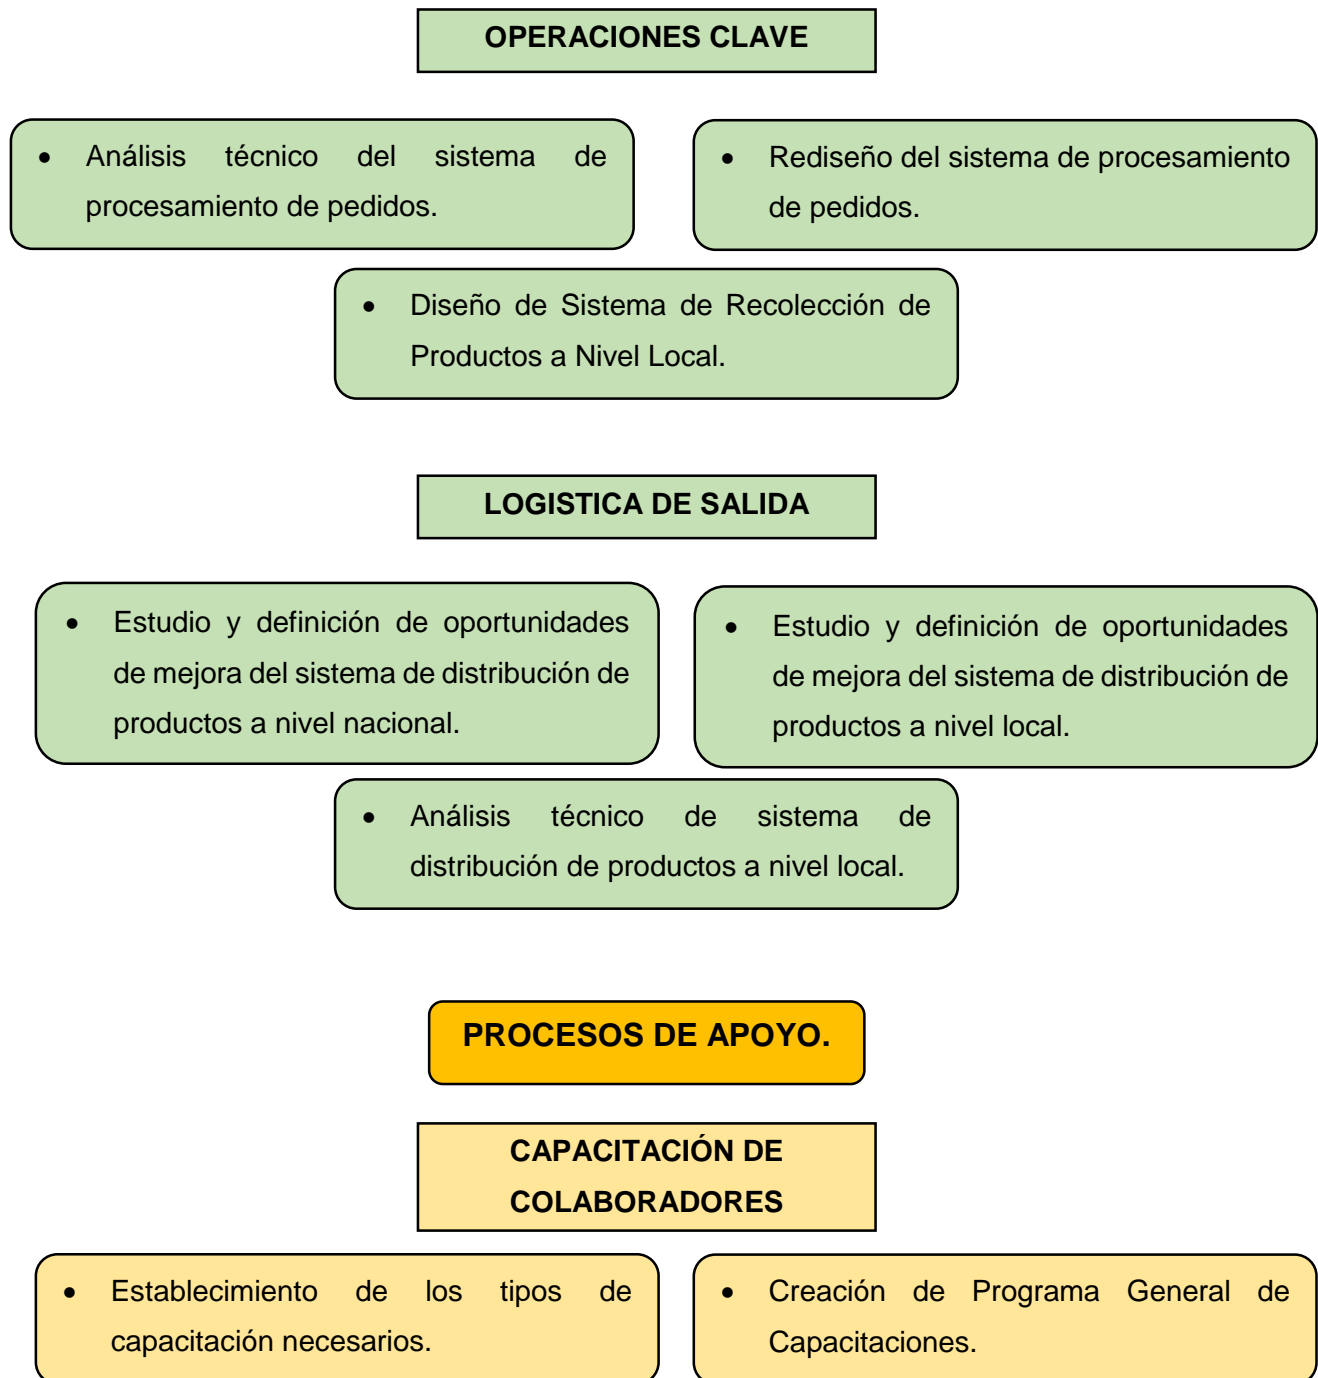 OPERACIONES CLAVE
• Análisis técnico del sistema de
procesamiento de pedidos.
• Rediseño del sistema de procesamiento
de pedidos.
• Diseño de Sistema de Recolección de
Productos a Nivel Local.
LOGISTICA DE SALIDA
• Estudio y definición de oportunidades
de mejora del sistema de distribución de
productos a nivel nacional.
• Estudio y definición de oportunidades
de mejora del sistema de distribución de
productos a nivel local.
• Análisis técnico de sistema de
distribución de productos a nivel local.
PROCESOS DE APOYO.
CAPACITACIÓN DE
COLABORADORES
• Establecimiento de los tipos de
capacitación necesarios.
• Creación de Programa General de
Capacitaciones.